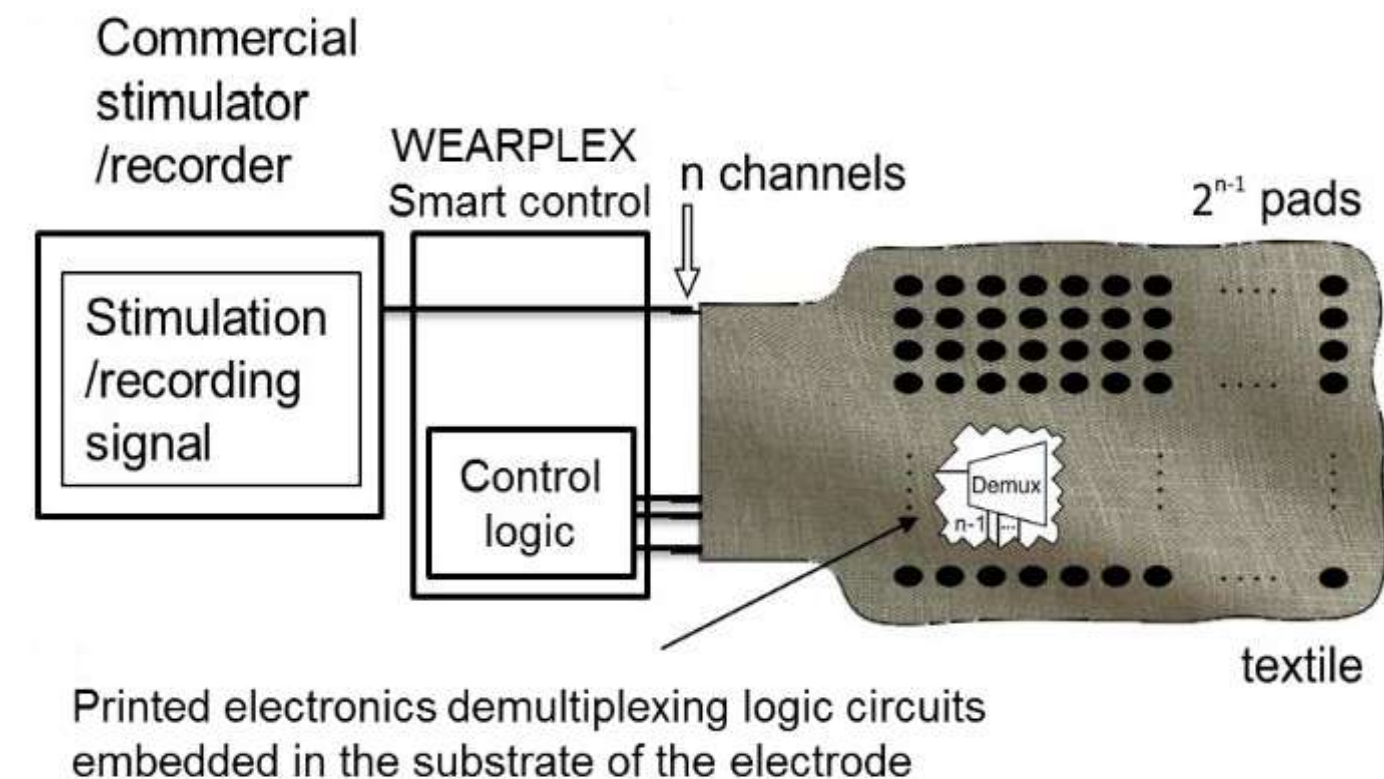 Commercial
stimulator
/recorder
WEARPLEX
Smart control
n channels
2ⁿ⁻¹ pads
Stimulation
/recording
signal
Control
logic
Demux
n-1 ...
textile
Printed electronics demultiplexing logic circuits
embedded in the substrate of the electrode